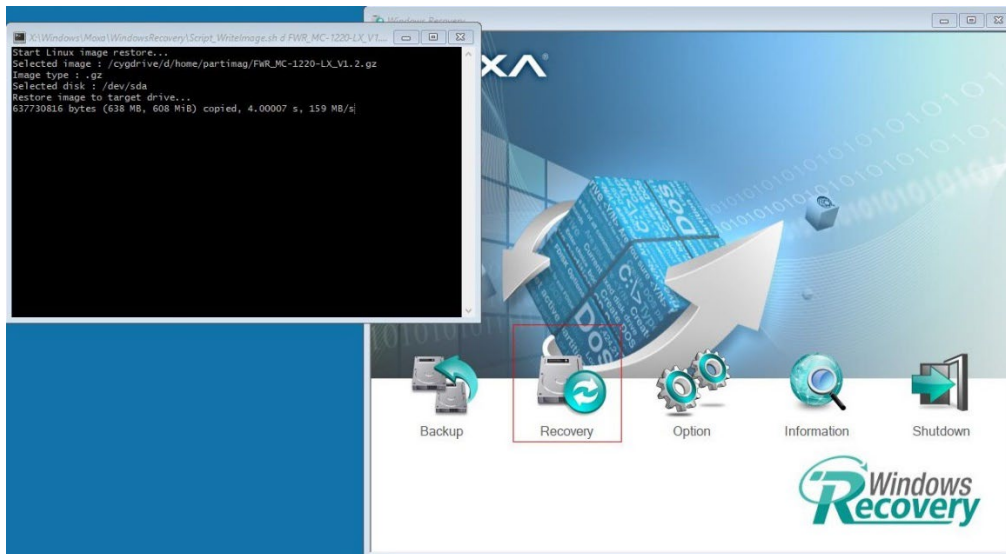 Windows Recovery
X:\Windows\Moxa\WindowsRecovery\Script_WriteImage.sh d FWR_MC-1220-LX_V1....
Start Linux image restore...
Selected image : /cygdrive/d/home/partimag/FWR_MC-1220-LX_V1.2.gz
Image type : .gz
Selected disk : /dev/sda
Restore image to target drive...
637730816 bytes (638 MB, 608 MiB) copied, 4.00007 s, 159 MB/s
DOS
C:\>
DOS
Backup
Recovery
Option
Information
Shutdown
Windows
Recovery